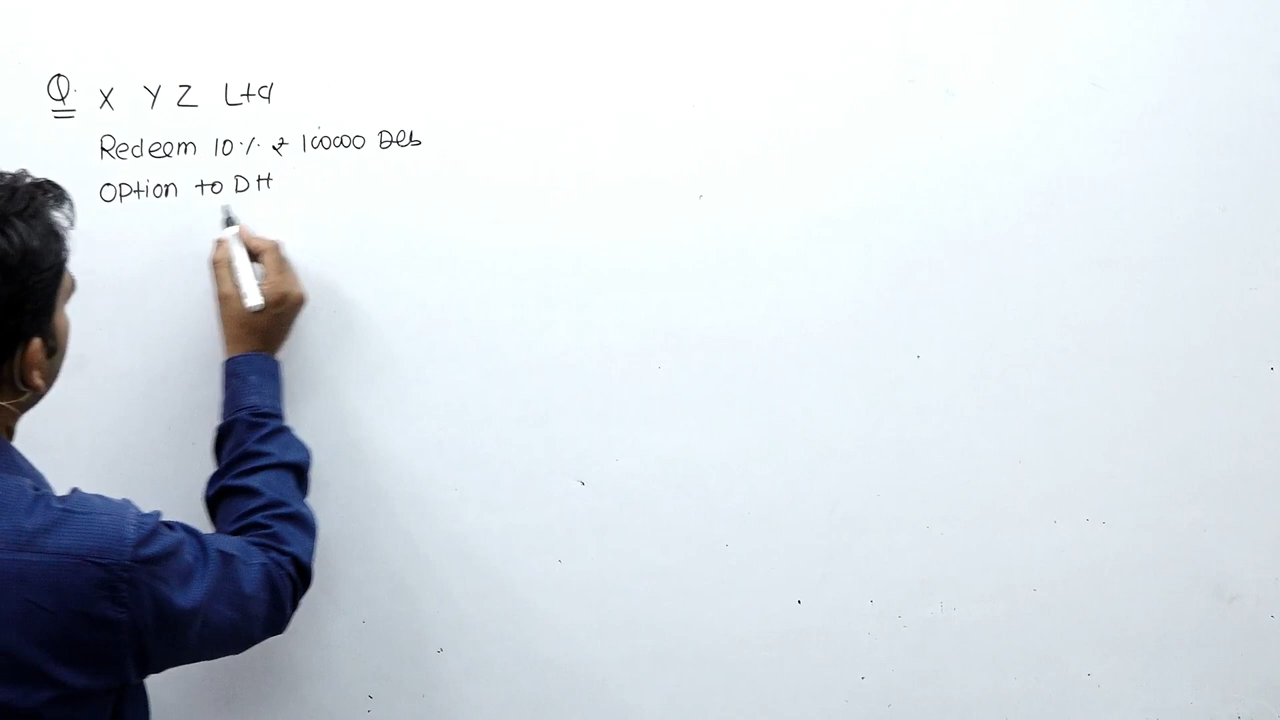 Q. X Y Z Ltd
Redeem 10% ₹ 100000 Deb
Option to DH